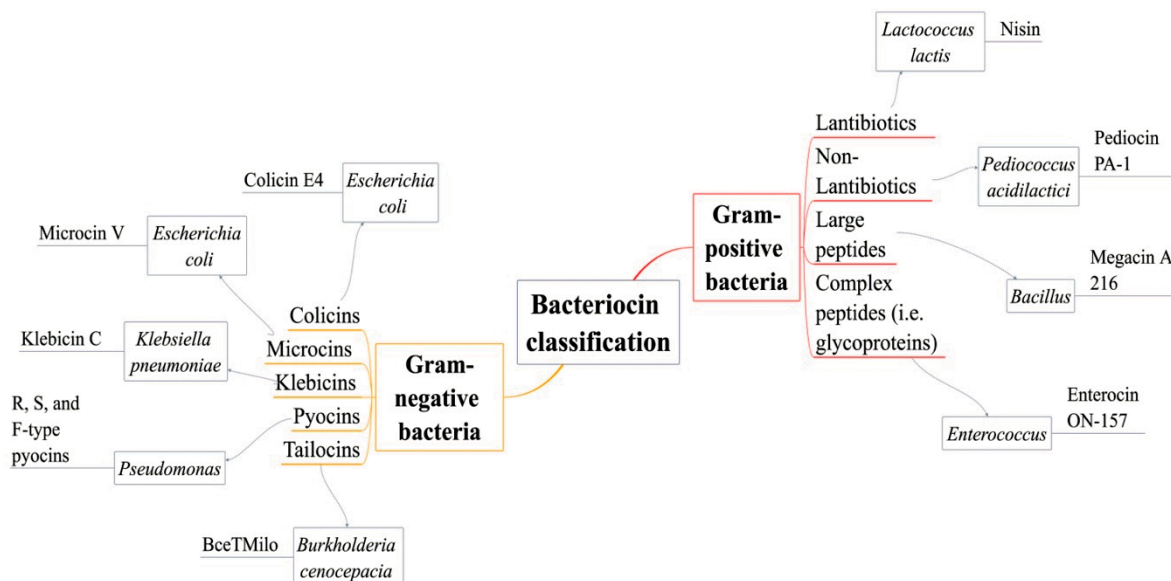 Bacteriocin
classification
Gram-
positive
bacteria
Lantibiotics
Lactococcus
lactis
Nisin
Non-
Lantibiotics
Pediococcus
acidilactici
Pediocin
PA-1
Large
peptides
Bacillus
Megacin A
216
Complex
peptides (i.e.
glycoproteins)
Enterococcus
Enterocin
ON-157
Gram-
negative
bacteria
Colicins
Escherichia
coli
Colicin E4
Microcins
Escherichia
coli
Microcin V
Klebicins
Klebsiella
pneumoniae
Klebicin C
Pyocins
Pseudomonas
R, S, and
F-type
pyocins
Tailocins
Burkholderia
cenocepacia
BceTMilo